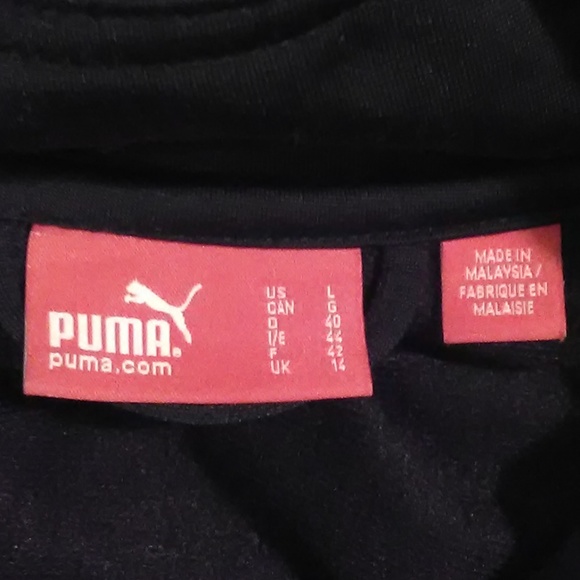 PUMA®
puma.com
US L
CAN G
D 40
I/E 44
F 42
UK 14
MADE IN
MALAYSIA /
FABRIQUE EN
MALAISIE